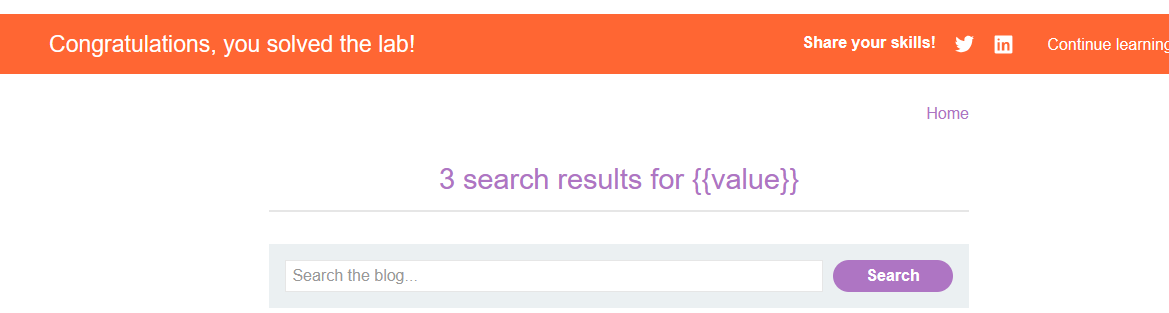 Congratulations, you solved the lab!
Share your skills!
Continue learning
Home
3 search results for {{value}}
Search the blog...
Search